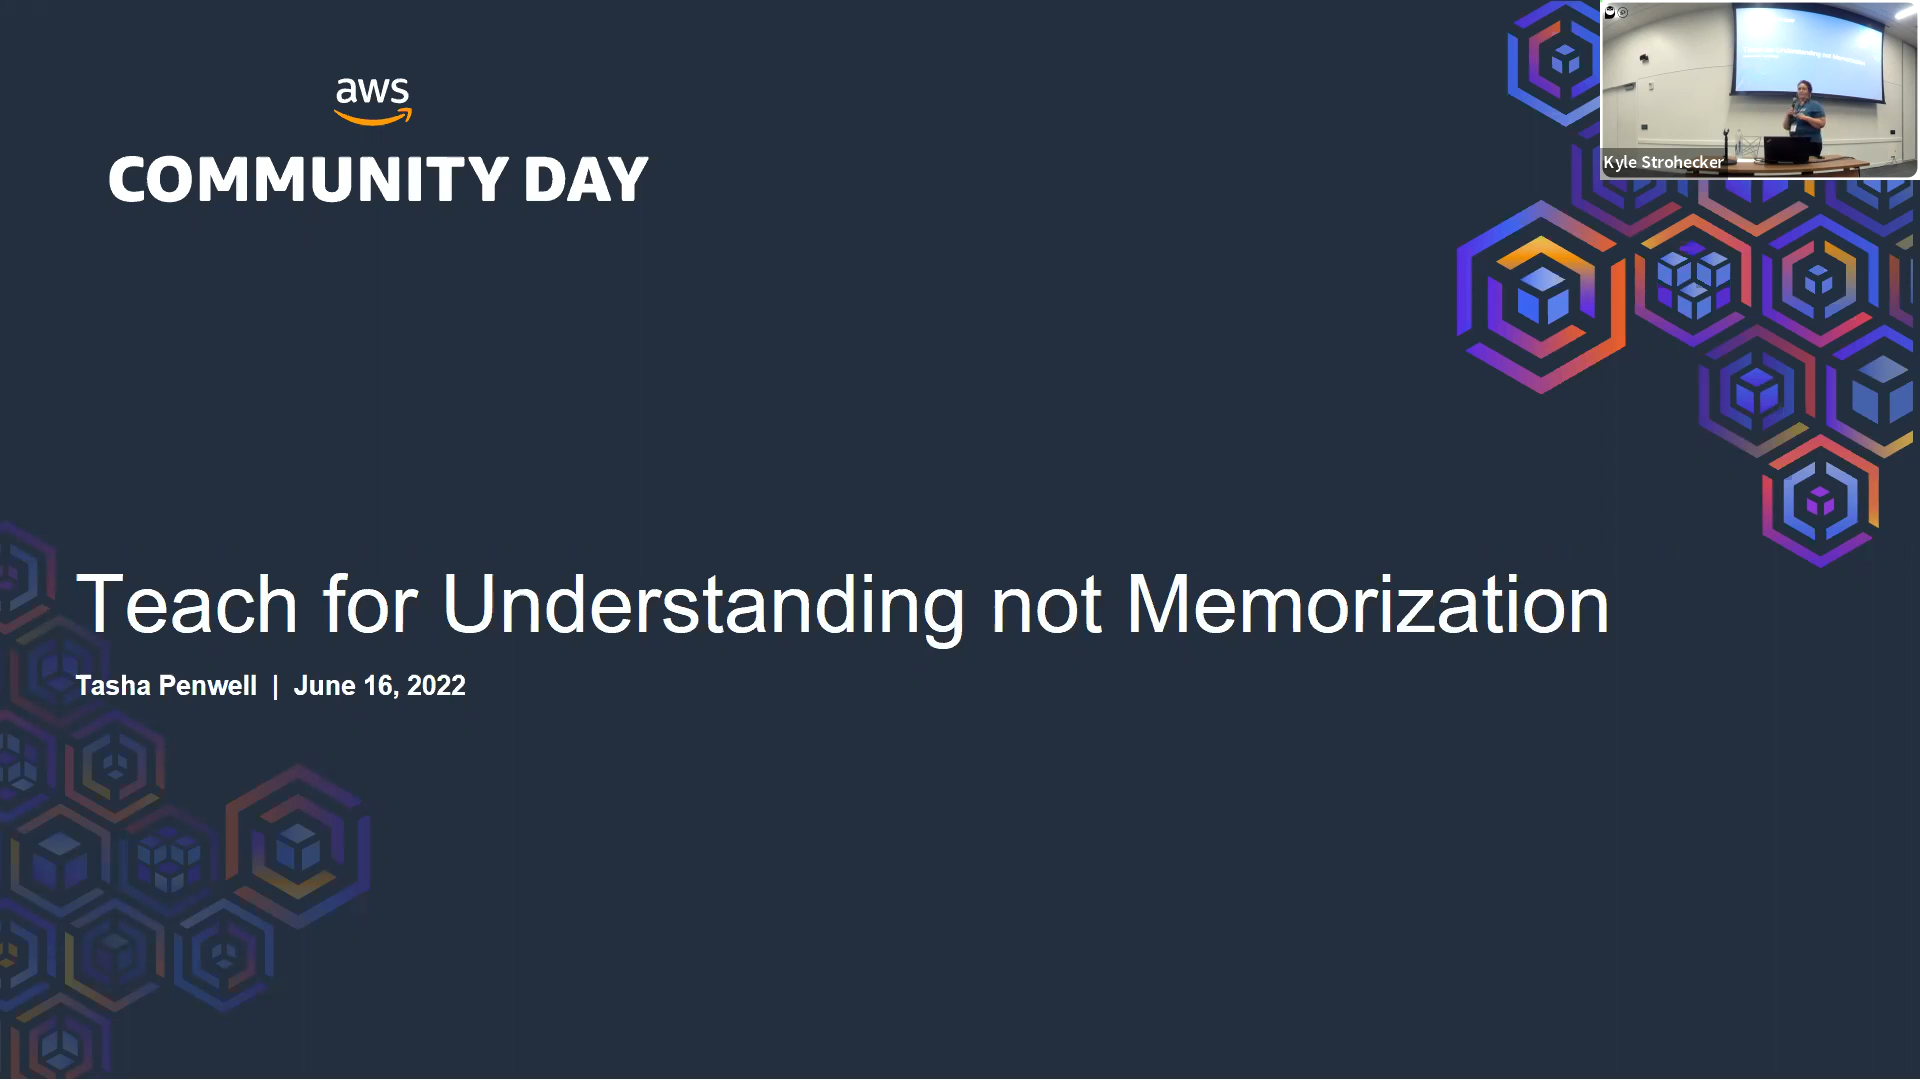 aws
COMMUNITY DAY
Kyle Strohecker
Teach for Understanding not Memorization
Tasha Penwell | June 16, 2022